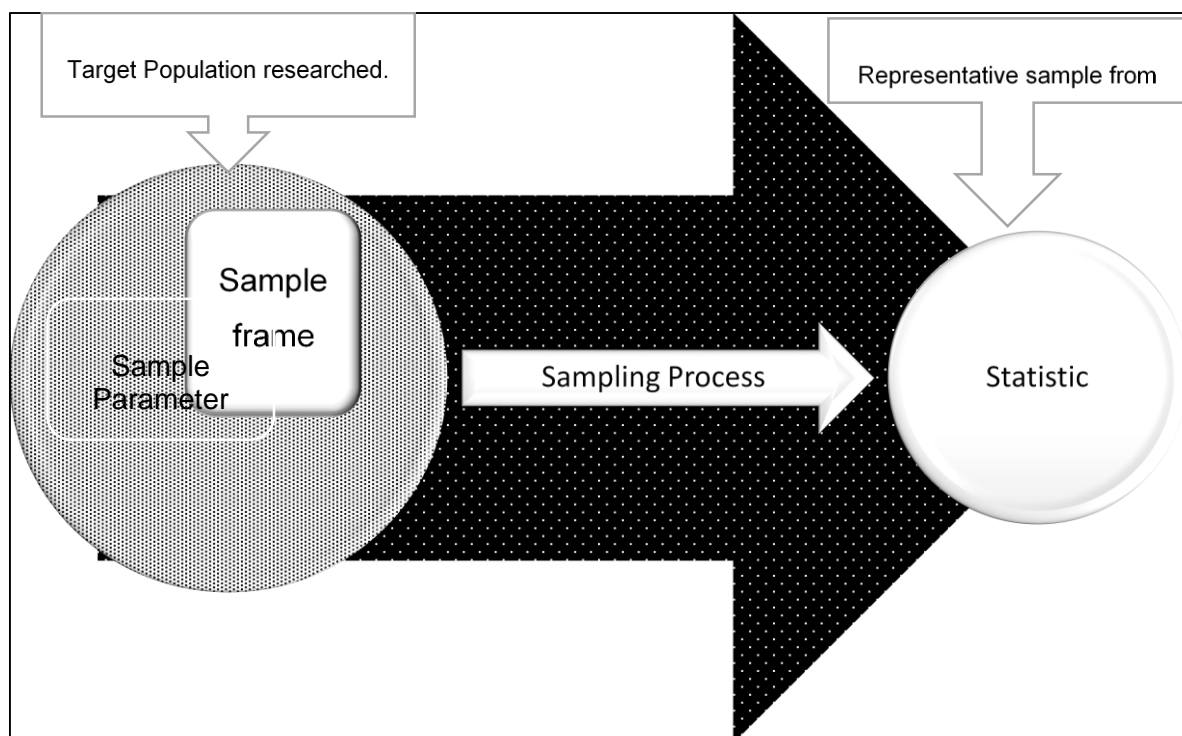 Target Population researched.
Representative sample from
Sample
frame
Sample
Parameter
Sampling Process
Statistic